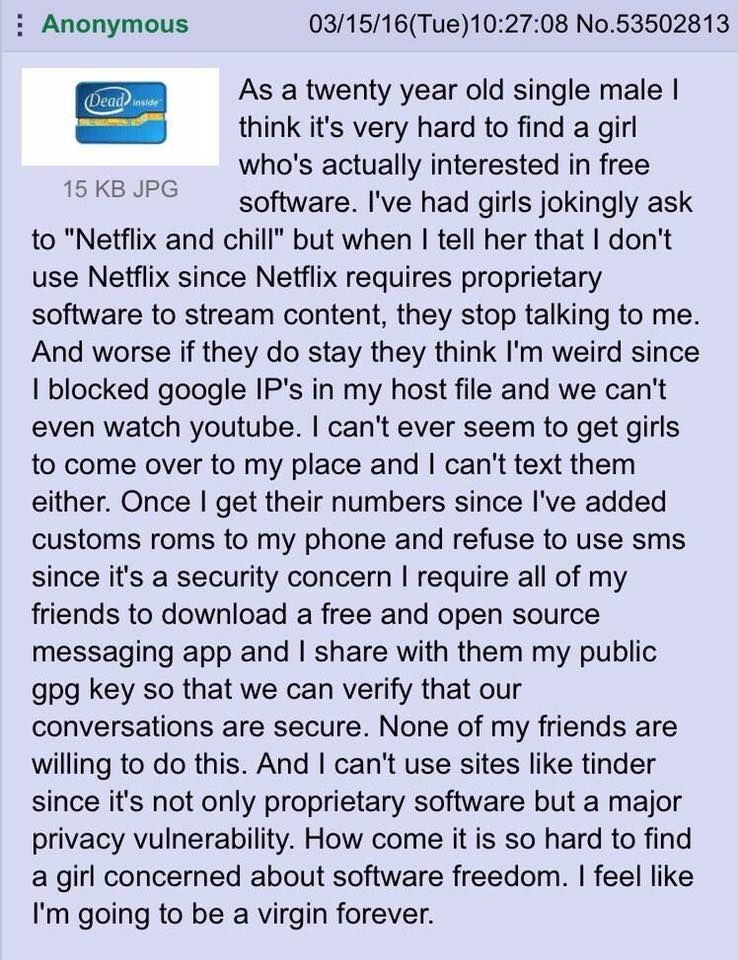 Anonymous 03/15/16(Tue)10:27:08 No.53502813
Dead inside
15 KB JPG
As a twenty year old single male I
think it's very hard to find a girl
who's actually interested in free
software. I've had girls jokingly ask
to "Netflix and chill" but when I tell her that I don't
use Netflix since Netflix requires proprietary
software to stream content, they stop talking to me.
And worse if they do stay they think I'm weird since
I blocked google IP's in my host file and we can't
even watch youtube. I can't ever seem to get girls
to come over to my place and I can't text them
either. Once I get their numbers since I've added
customs roms to my phone and refuse to use sms
since it's a security concern I require all of my
friends to download a free and open source
messaging app and I share with them my public
gpg key so that we can verify that our
conversations are secure. None of my friends are
willing to do this. And I can't use sites like tinder
since it's not only proprietary software but a major
privacy vulnerability. How come it is so hard to find
a girl concerned about software freedom. I feel like
I'm going to be a virgin forever.